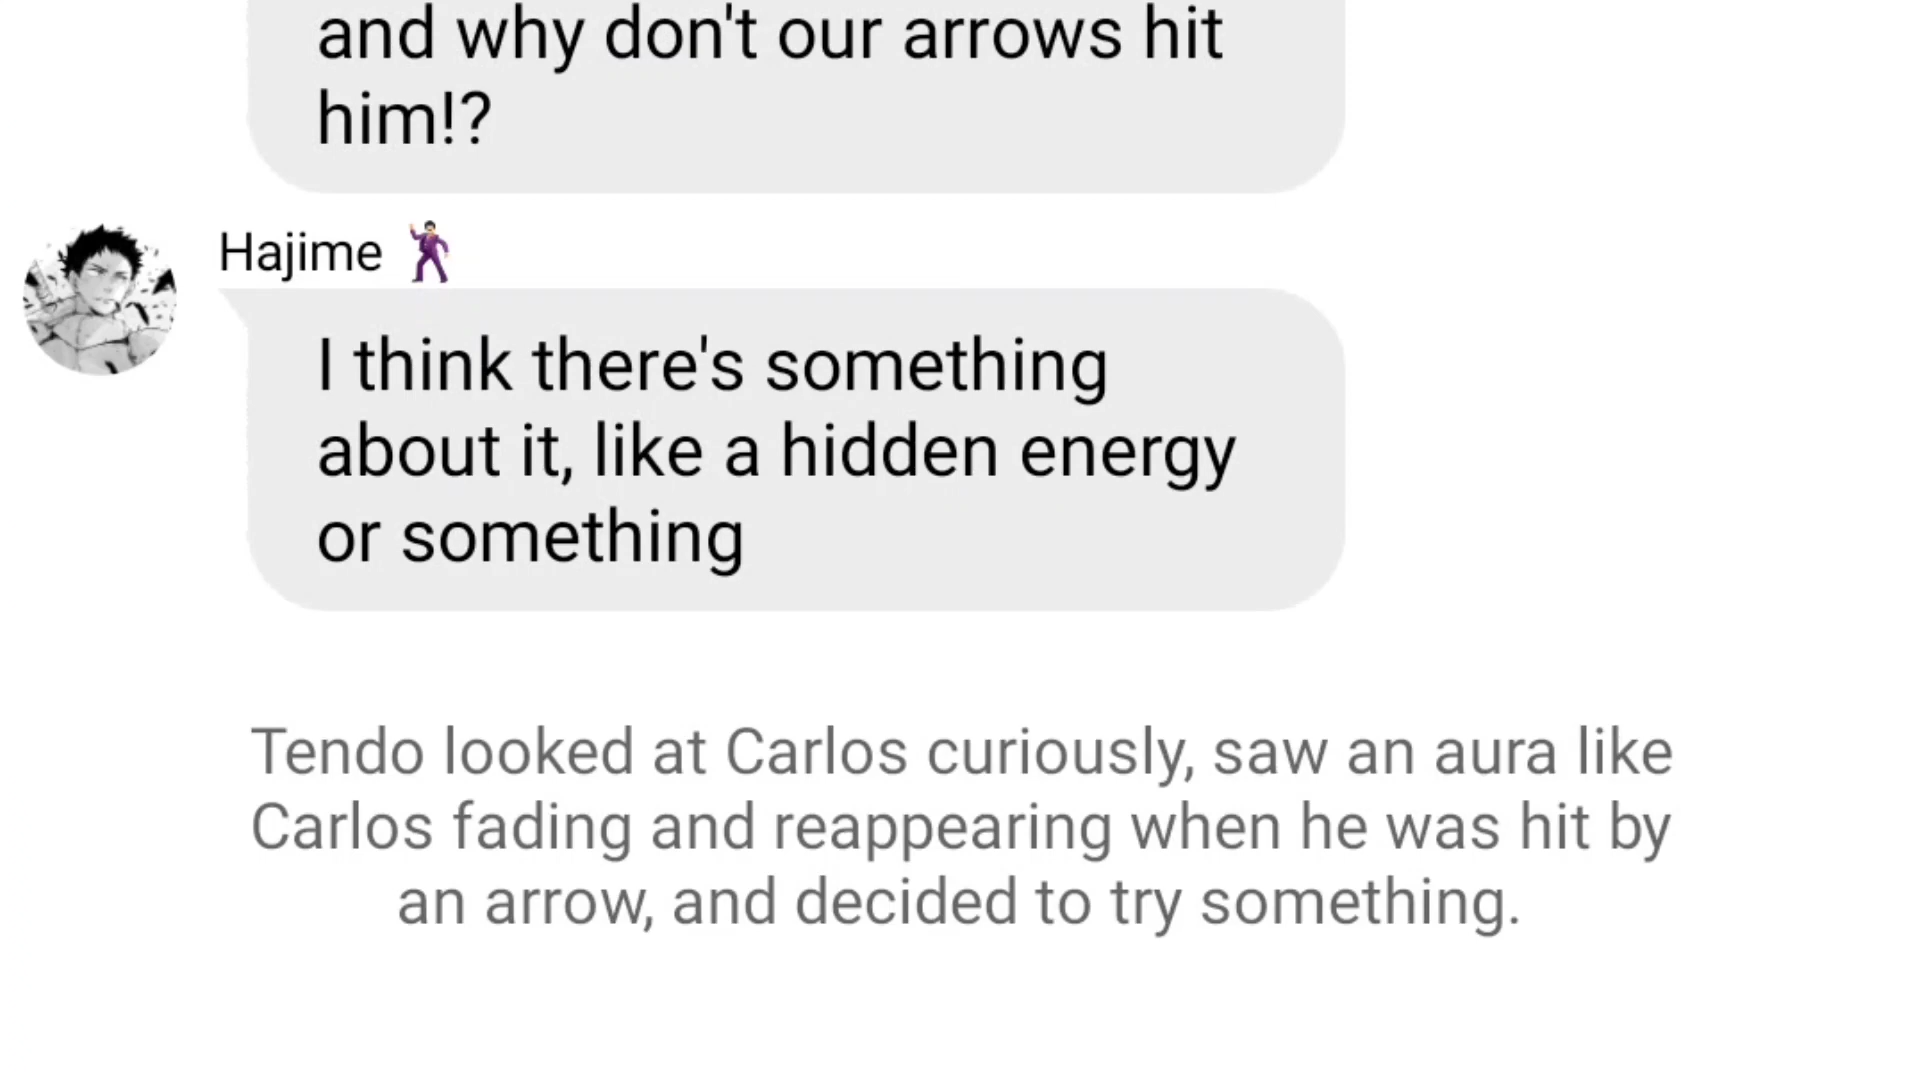 and why don't our arrows hit
him!?
Hajime 🕺🏻
I think there's something
about it, like a hidden energy
or something
Tendo looked at Carlos curiously, saw an aura like
Carlos fading and reappearing when he was hit by
an arrow, and decided to try something.